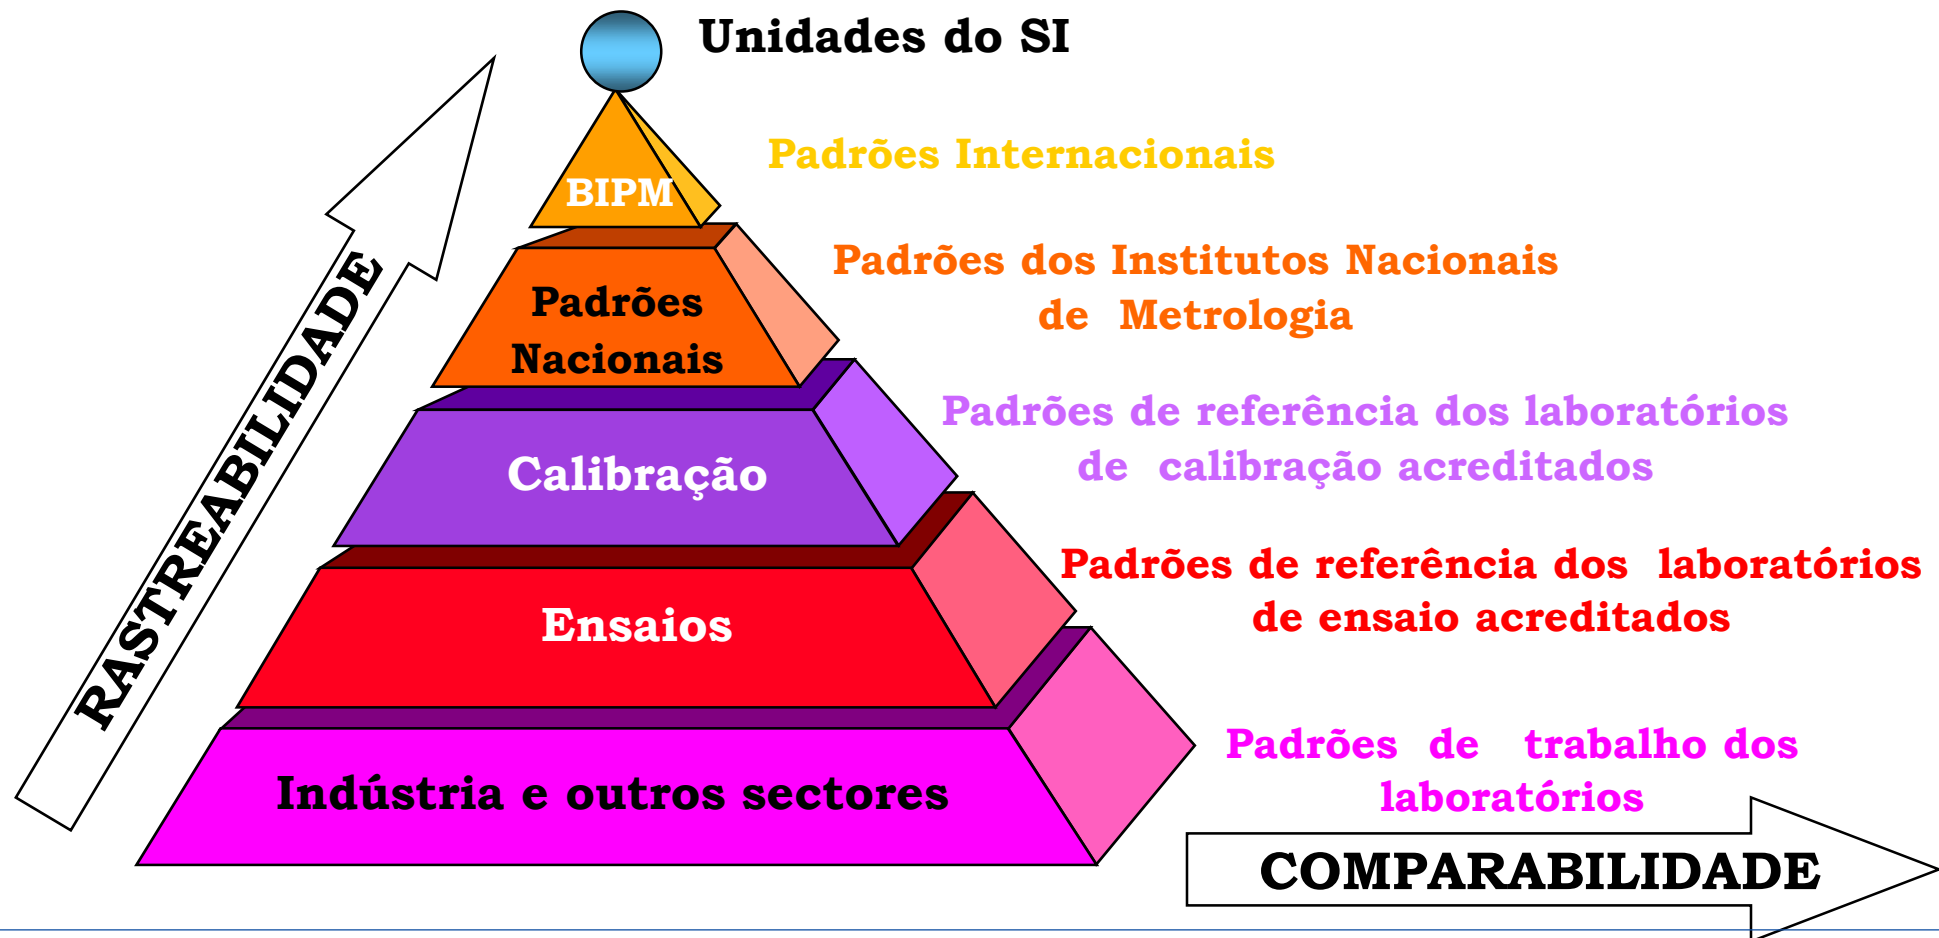 Unidades do SI
Padrões Internacionais
BIPM
Padrões dos Institutos Nacionais
de Metrologia
Padrões
Nacionais
Padrões de referência dos laboratórios
de calibração acreditados
Calibração
Padrões de referência dos laboratórios
de ensaio acreditados
Ensaios
Padrões de trabalho dos
laboratórios
Indústria e outros sectores
RASTREABILIDADE
COMPARABILIDADE